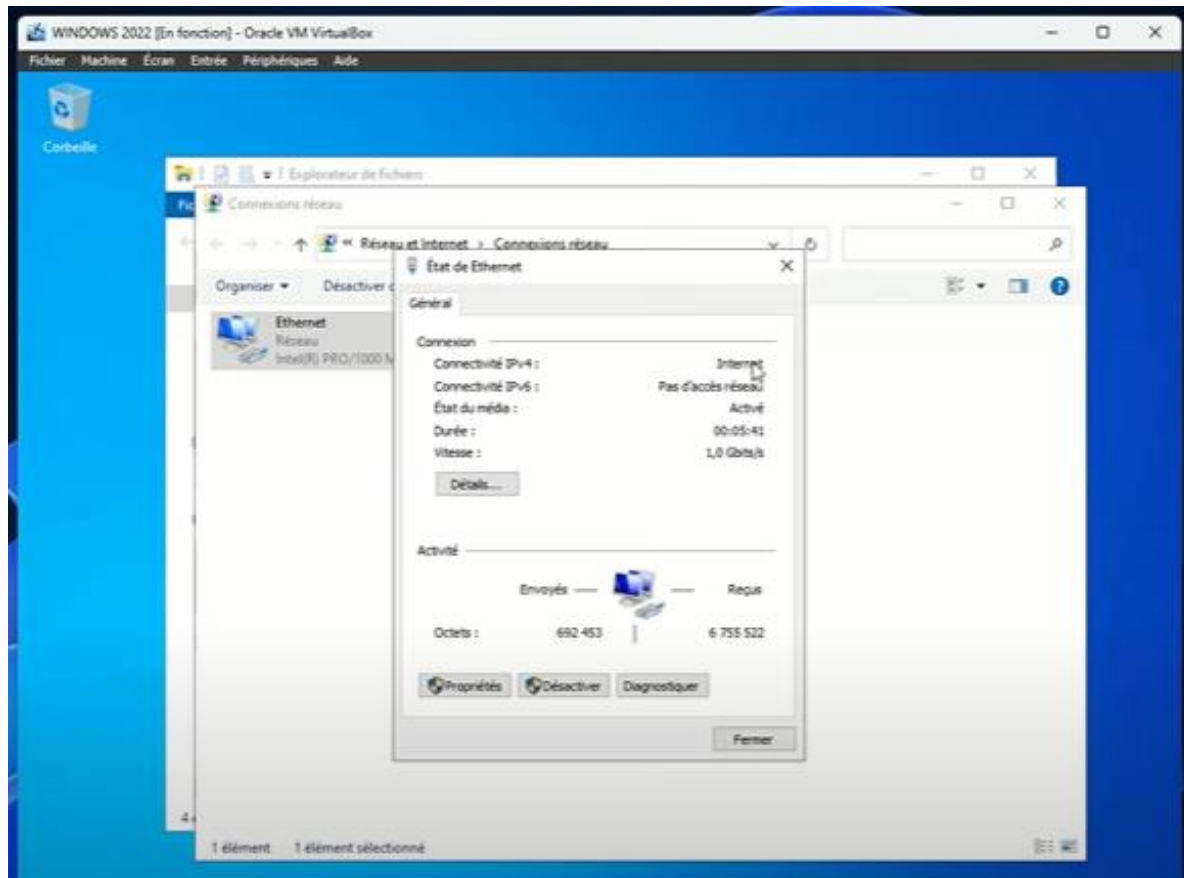 WINDOWS 2022 [En fonction] - Oracle VM VirtualBox
Fichier Machine Écran Entrée Périphériques Aide
Corbeille
Explorateur de fichiers
Connexions réseau
« Réseau et Internet > Connexions réseau
Organiser Désactiver
Ethernet
Réseau
Intel(R) PRO/1000 M
État de Ethernet
Général
Connexion
Connectivité IPv4 : Internet
Connectivité IPv6 : Pas d'accès réseau
État du média : Activé
Durée : 00:05:41
Vitesse : 1,0 Gbits/s
Détails...
Activité
Envoyés — Reçus
Octets : 692 453 6 755 522
Propriétés Désactiver Diagnostiquer
Fermer
1 élément 1 élément sélectionné